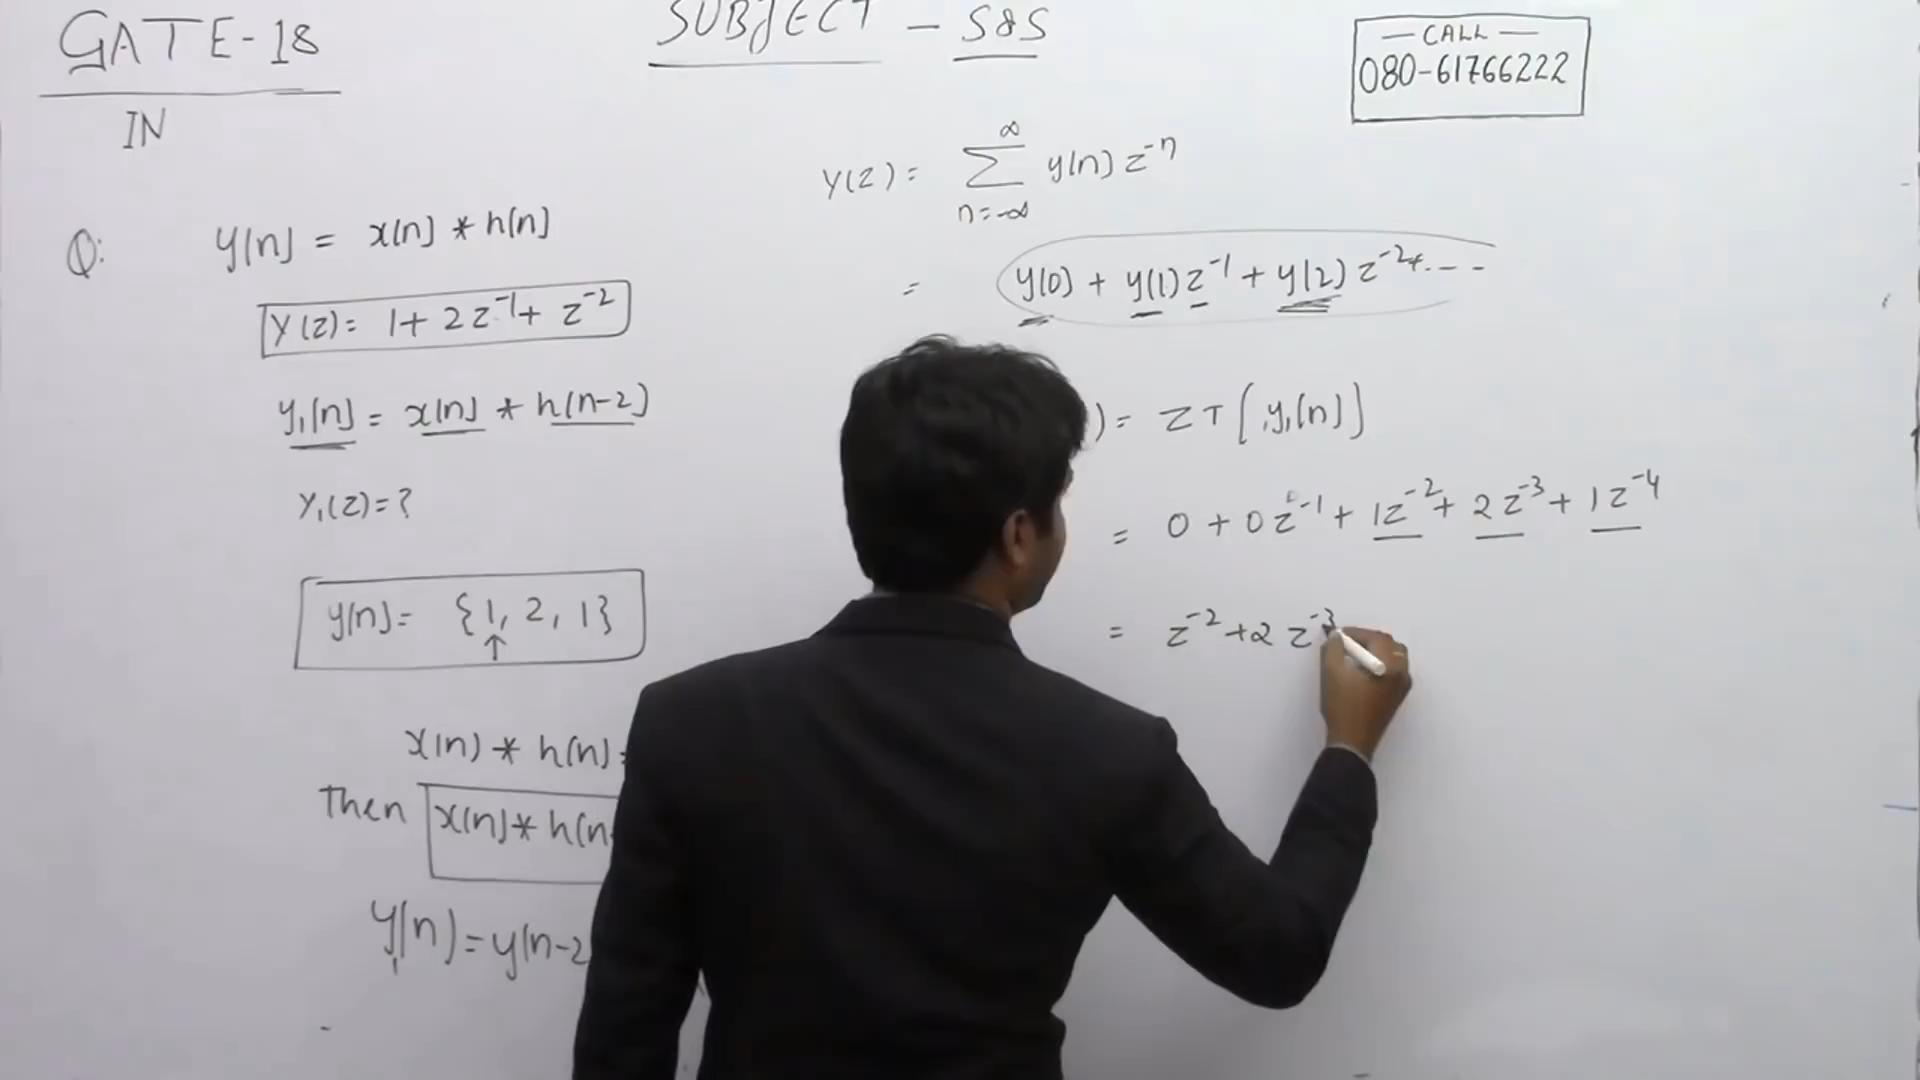 GATE-18
IN
SUBJECT - S&S
— CALL —
080-61766222
Q:
y[n] = x[n] * h[n]
Y(z) = 1 + 2z⁻¹ + z⁻²
y₁[n] = x[n] * h[n-2]
Y₁(z) = ?
y[n] = {1, 2, 1}
↑
x(n) * h(n) =
Then x[n] * h(n
y₁(n) = y(n-2
Y(z) = ∑ y(n) z⁻ⁿ
∞
n=-∞
= y(0) + y(1) z⁻¹ + y(2) z⁻² + ----
) = ZT [y₁(n)]
= 0 + 0z⁻¹ + 1z⁻² + 2z⁻³ + 1z⁻⁴
= z⁻² + 2z⁻³